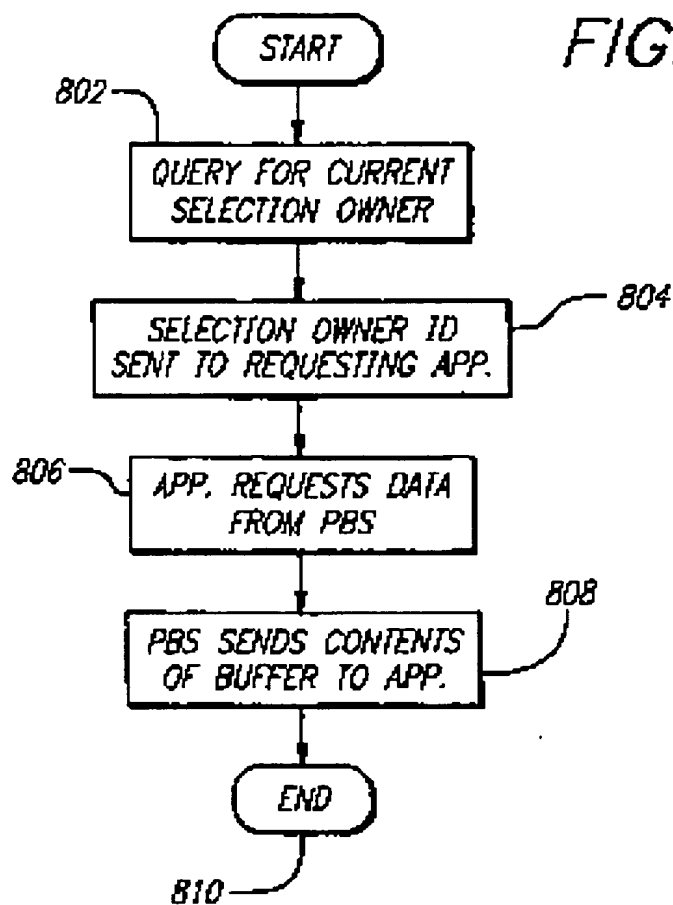 START
FIG.
802
QUERY FOR CURRENT
SELECTION OWNER
804
SELECTION OWNER ID
SENT TO REQUESTING APP.
806
APP. REQUESTS DATA
FROM PBS
808
PBS SENDS CONTENTS
OF BUFFER TO APP.
END
810